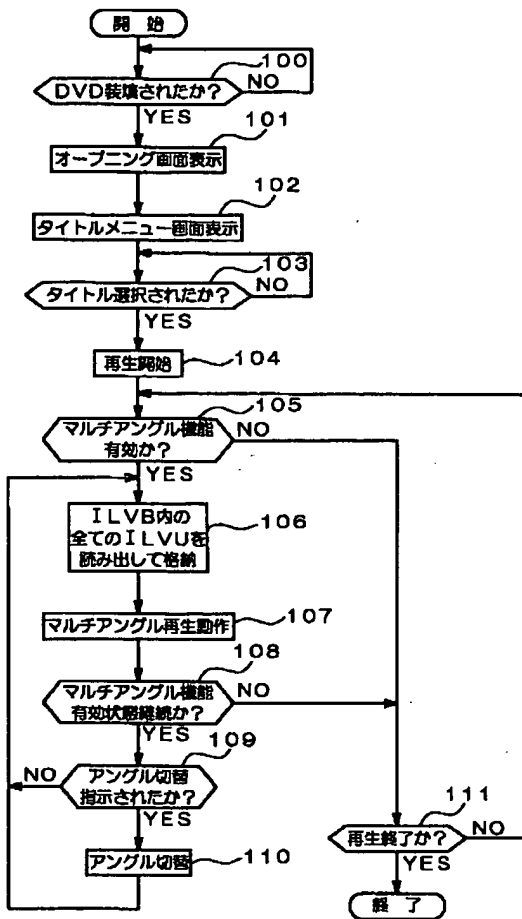 開始
100
DVD装填されたか?
NO
YES
101
オープニング画面表示
102
タイトルメニュー画面表示
103
タイトル選択されたか?
NO
YES
再生開始
104
105
マルチアングル機能
有効か?
NO
YES
ILVB内の
全てのILVUを
読み出して格納
106
マルチアングル再生動作
107
108
マルチアングル機能
有効状態継続か?
NO
YES
109
NO
アングル切替
指示されたか?
YES
アングル切替
110
111
再生終了か?
NO
YES
終了